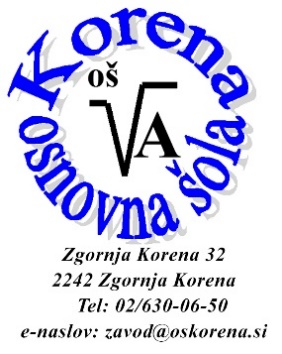 Korena
osnovna šola
oš
√A
Zgornja Korena 32
2242 Zgornja Korena
Tel: 02/630-06-50
e-naslov: zavod@oskorena.si